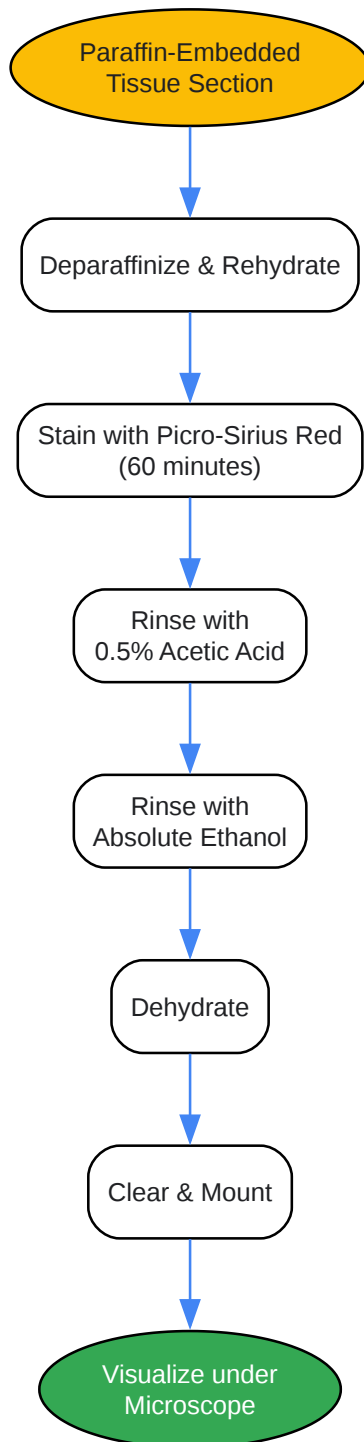 Paraffin-Embedded
Tissue Section
Deparaffinize & Rehydrate
Stain with Picro-Sirius Red
(60 minutes)
Rinse with
0.5% Acetic Acid
Rinse with
Absolute Ethanol
Dehydrate
Clear & Mount
Visualize under
Microscope